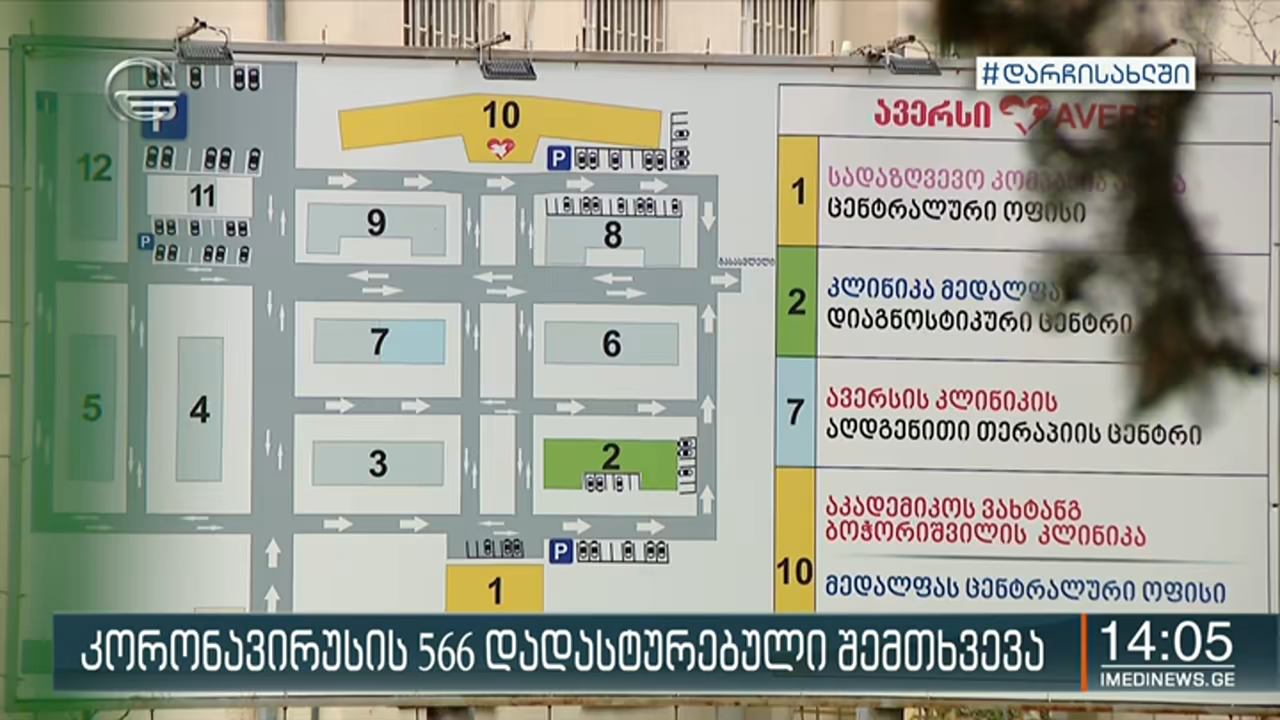 #დარჩისახლში
ავერსი
12
10
P
11
9
8
7
6
5
4
3
2
P
P
P
1
1
სადაზღვევო
ცენტრალური ოფისი
2
კლინიკა
დიაგნოსტიკური ცენტრი
7
ავერსის კლინიკის
აღდგენითი თერაპიის ცენტრი
10
აკადემიკოს ვახტანგ
ბოჭორიშვილის კლინიკა
მედალფას ცენტრალური ოფისი
კორონავირუსის 566 დადასტურებული შემთხვევა
14:05
IMEDINEWS.GE